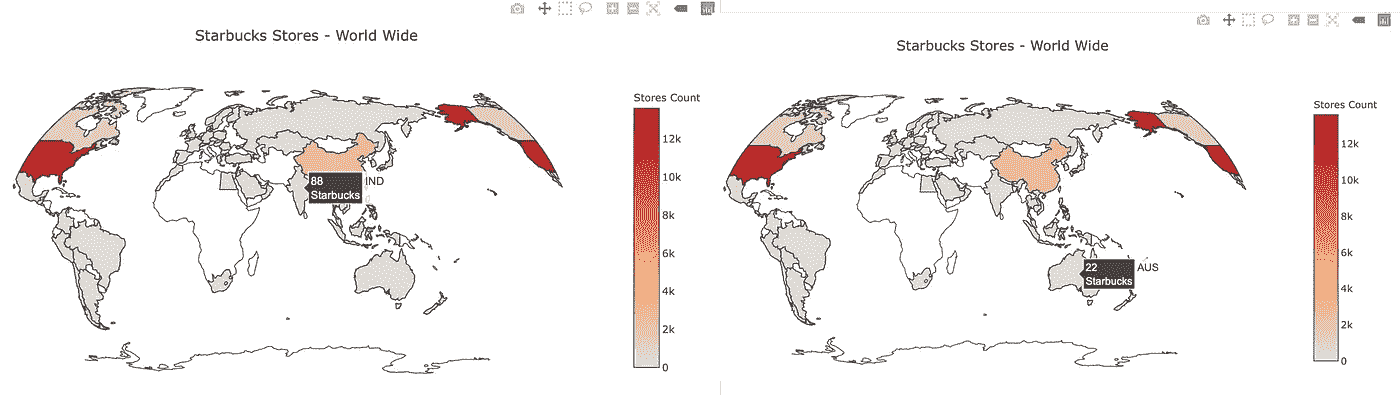 Starbucks Stores - World Wide
Stores Count
12k
10k
8k
6k
4k
2k
0
88
Starbucks
IND
Starbucks Stores - World Wide
Stores Count
12k
10k
8k
6k
4k
2k
0
22
Starbucks
AUS